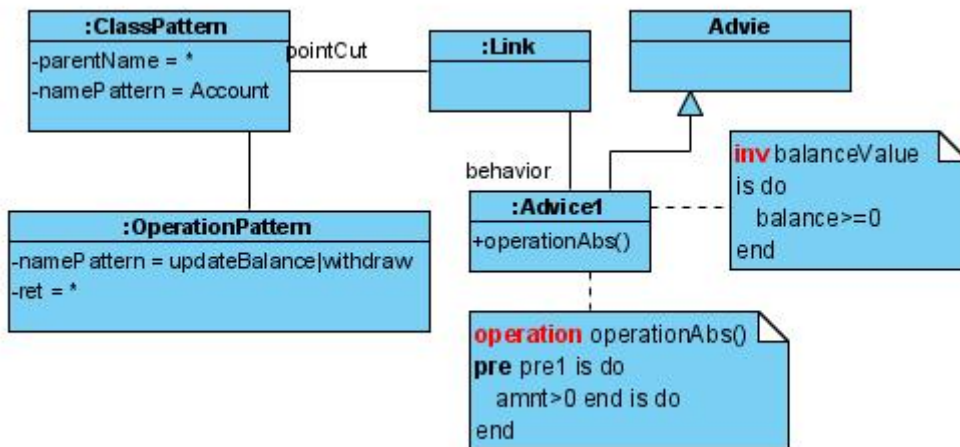 :ClassPattern
-parentName = *
-namePattern = Account
pointCut
:Link
Advie
behavior
:Advice1
+operationAbs()
inv balanceValue
is do
balance>=0
end
:OperationPattern
-namePattern = updateBalance|withdraw
-ret = *
operation operationAbs()
pre pre1 is do
amnt>0 end is do
end